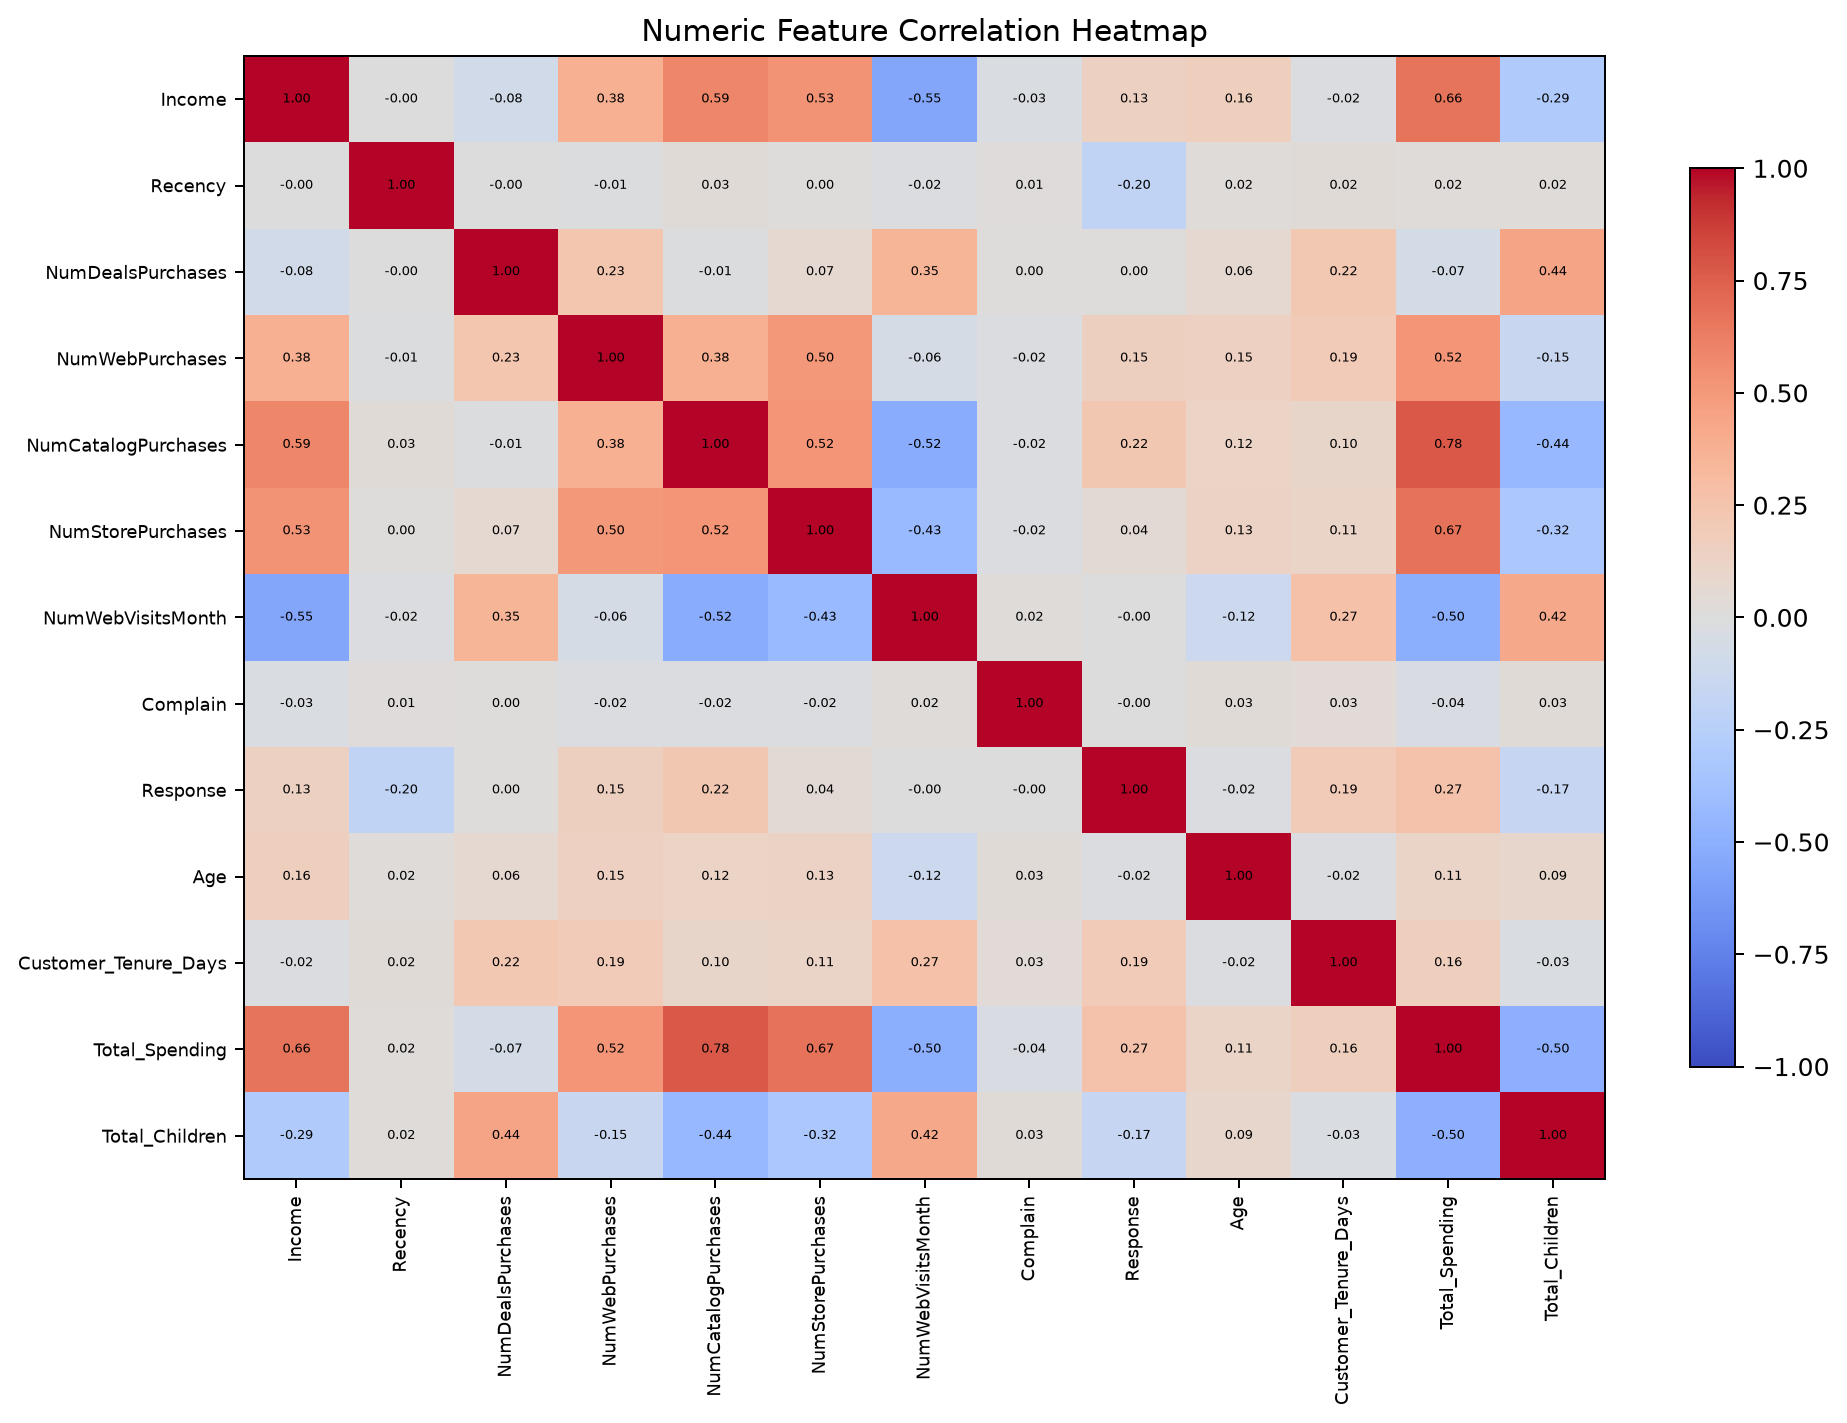 Numeric Feature Correlation Heatmap
Income 1.00 -0.00 -0.08 0.38 0.59 0.53 -0.55 -0.03 0.13 0.16 -0.02 0.66 -0.29
Recency -0.00 1.00 -0.00 -0.01 0.03 0.00 -0.02 0.01 -0.20 0.02 0.02 0.02 0.02
NumDealsPurchases -0.08 -0.00 1.00 0.23 -0.01 0.07 0.35 0.00 0.00 0.06 0.22 -0.07 0.44
NumWebPurchases 0.38 -0.01 0.23 1.00 0.38 0.50 -0.06 -0.02 0.15 0.15 0.19 0.52 -0.15
NumCatalogPurchases 0.59 0.03 -0.01 0.38 1.00 0.52 -0.52 -0.02 0.22 0.12 0.10 0.78 -0.44
NumStorePurchases 0.53 0.00 0.07 0.50 0.52 1.00 -0.43 -0.02 0.04 0.13 0.11 0.67 -0.32
NumWebVisitsMonth -0.55 -0.02 0.35 -0.06 -0.52 -0.43 1.00 0.02 -0.00 -0.12 0.27 -0.50 0.42
Complain -0.03 0.01 0.00 -0.02 -0.02 -0.02 0.02 1.00 -0.00 0.03 0.03 -0.04 0.03
Response 0.13 -0.20 0.00 0.15 0.22 0.04 -0.00 -0.00 1.00 -0.02 0.19 0.27 -0.17
Age 0.16 0.02 0.06 0.15 0.12 0.13 -0.12 0.03 -0.02 1.00 -0.02 0.11 0.09
Customer_Tenure_Days -0.02 0.02 0.22 0.19 0.10 0.11 0.27 0.03 0.19 -0.02 1.00 0.16 -0.03
Total_Spending 0.66 0.02 -0.07 0.52 0.78 0.67 -0.50 -0.04 0.27 0.11 0.16 1.00 -0.50
Total_Children -0.29 0.02 0.44 -0.15 -0.44 -0.32 0.42 0.03 -0.17 0.09 -0.03 -0.50 1.00
Income
Recency
NumDealsPurchases
NumWebPurchases
NumCatalogPurchases
NumStorePurchases
NumWebVisitsMonth
Complain
Response
Age
Customer_Tenure_Days
Total_Spending
Total_Children
1.00
0.75
0.50
0.25
0.00
−0.25
−0.50
−0.75
−1.00